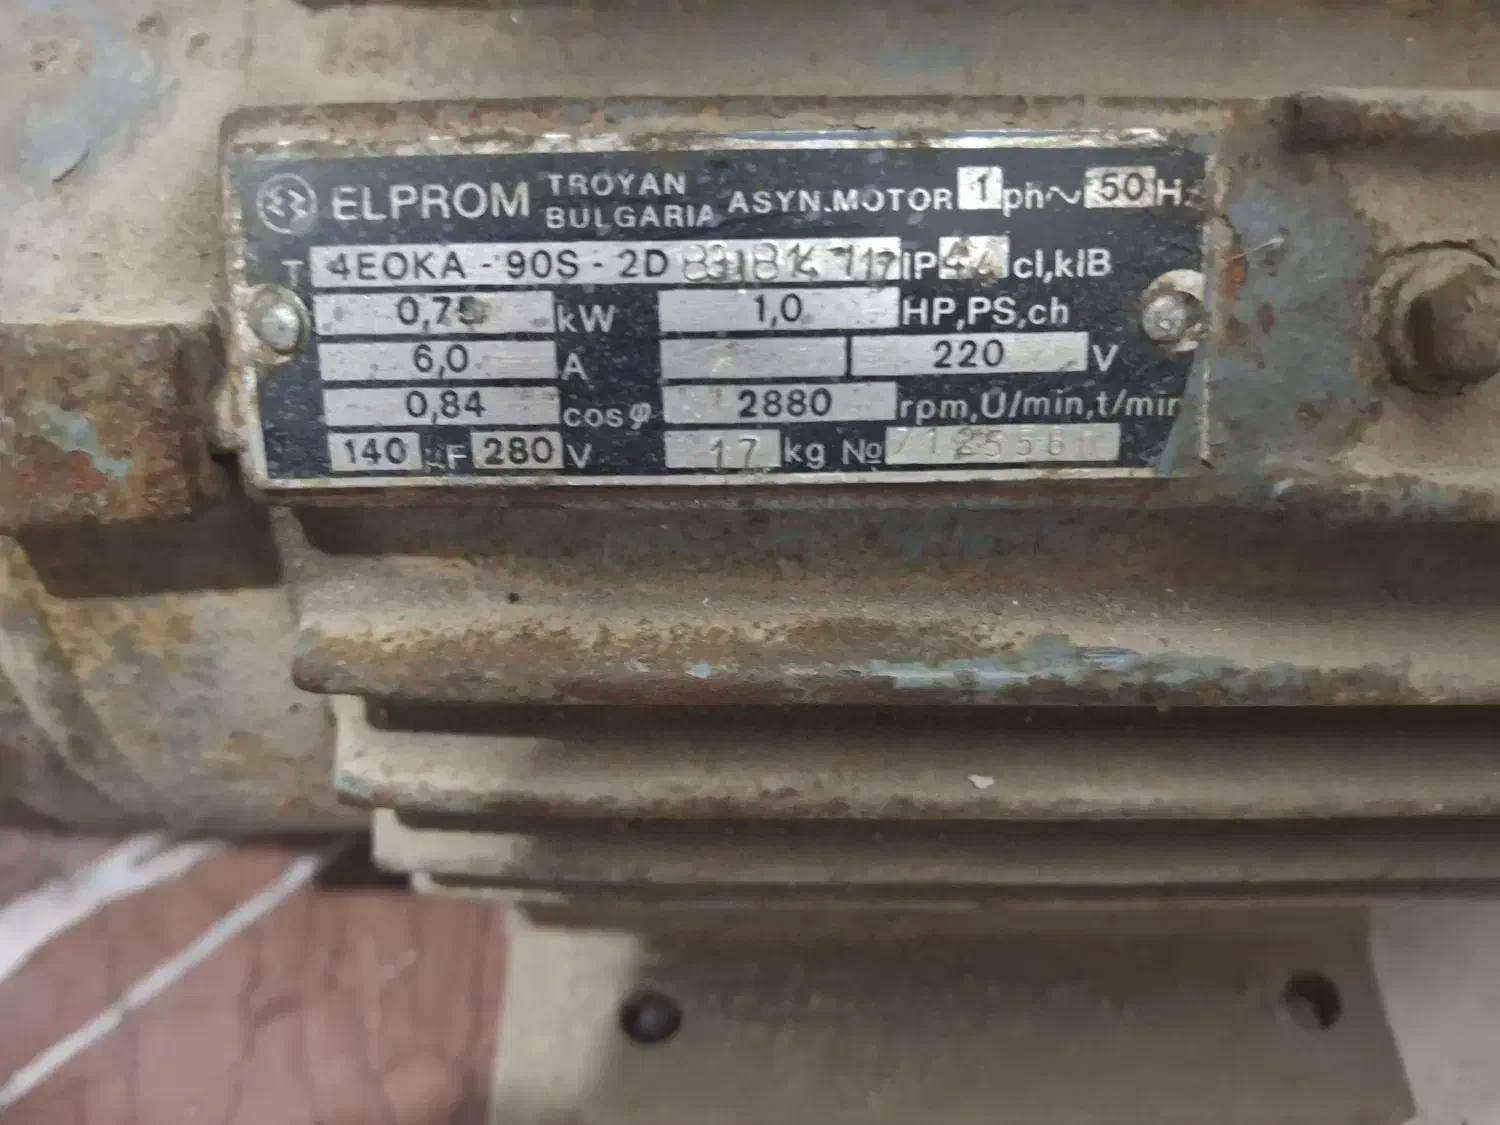 ELPROM TROYAN BULGARIA ASYN.MOTOR 1 ph~ 50 Hz
T 4EOKA - 90S - 2D IP 44 cl,klB
0,75 kW 1,0 HP,PS,ch
6,0 A 220 V
0,84 cosφ 2880 rpm,U/min,t/min
140 µF 280 V 17 kg №